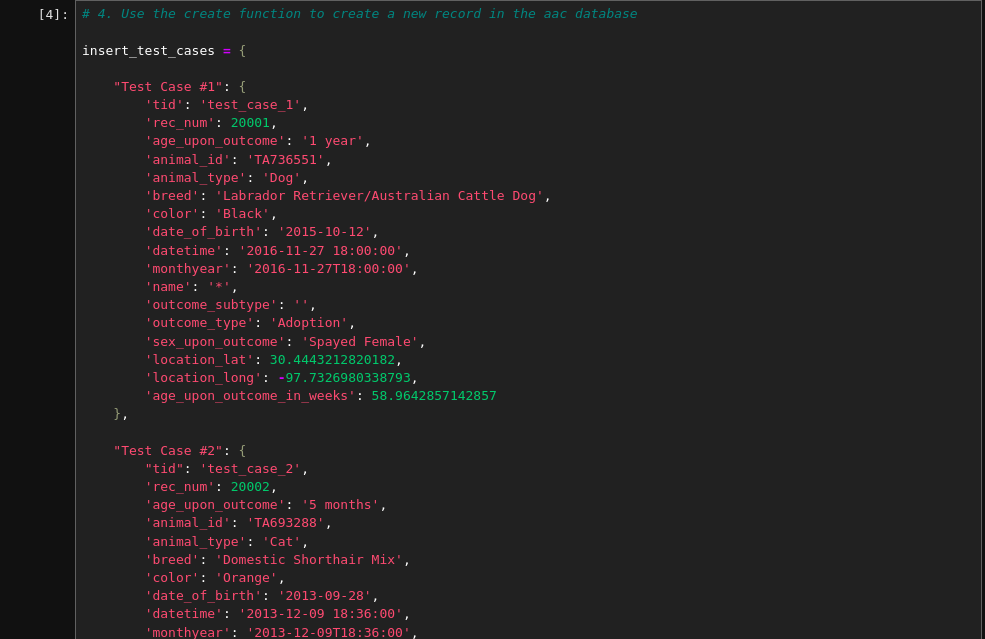 [4]: # 4. Use the create function to create a new record in the aac database
insert_test_cases = {
"Test Case #1": {
'tid': 'test_case_1',
'rec_num': 20001,
'age_upon_outcome': '1 year',
'animal_id': 'TA736551',
'animal_type': 'Dog',
'breed': 'Labrador Retriever/Australian Cattle Dog',
'color': 'Black',
'date_of_birth': '2015-10-12',
'datetime': '2016-11-27 18:00:00',
'monthyear': '2016-11-27T18:00:00',
'name': '*',
'outcome_subtype': '',
'outcome_type': 'Adoption',
'sex_upon_outcome': 'Spayed Female',
'location_lat': 30.4443212820182,
'location_long': -97.7326980338793,
'age_upon_outcome_in_weeks': 58.9642857142857
},
"Test Case #2": {
"tid": 'test_case_2',
'rec_num': 20002,
'age_upon_outcome': '5 months',
'animal_id': 'TA693288',
'animal_type': 'Cat',
'breed': 'Domestic Shorthair Mix',
'color': 'Orange',
'date_of_birth': '2013-09-28',
'datetime': '2013-12-09 18:36:00',
'monthyear': '2013-12-09T18:36:00',